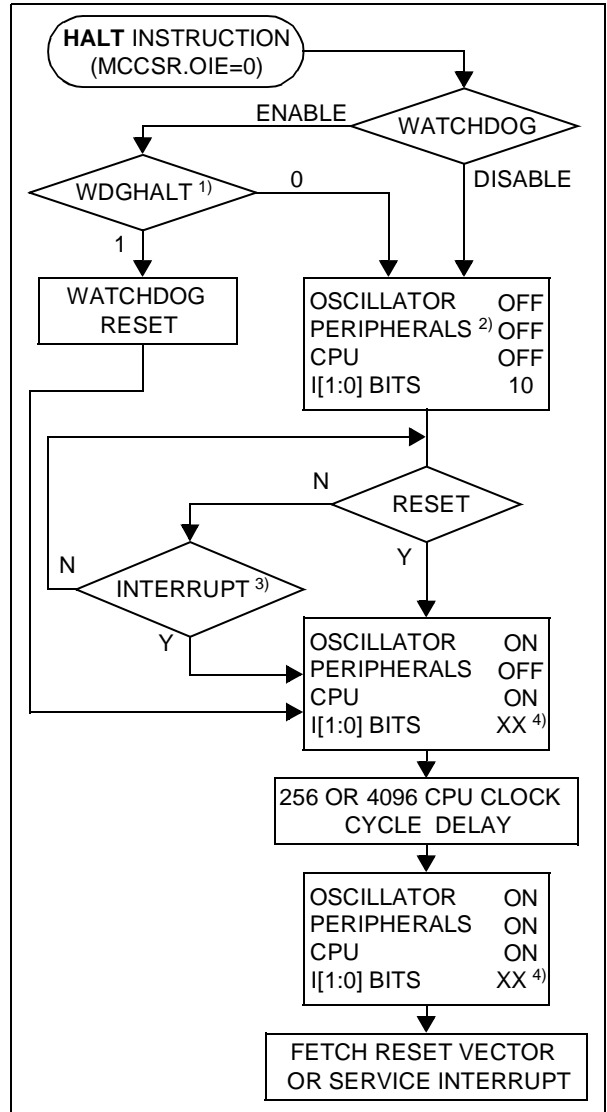 HALT INSTRUCTION
(MCCSR.OIE=0)
ENABLE
WATCHDOG
WDGHALT 1)
0
DISABLE
1
WATCHDOG
RESET
OSCILLATOR OFF
PERIPHERALS 2) OFF
CPU OFF
I[1:0] BITS 10
N
RESET
N
Y
INTERRUPT 3)
Y
OSCILLATOR ON
PERIPHERALS OFF
CPU ON
I[1:0] BITS XX 4)
256 OR 4096 CPU CLOCK
CYCLE DELAY
OSCILLATOR ON
PERIPHERALS ON
CPU ON
I[1:0] BITS XX 4)
FETCH RESET VECTOR
OR SERVICE INTERRUPT